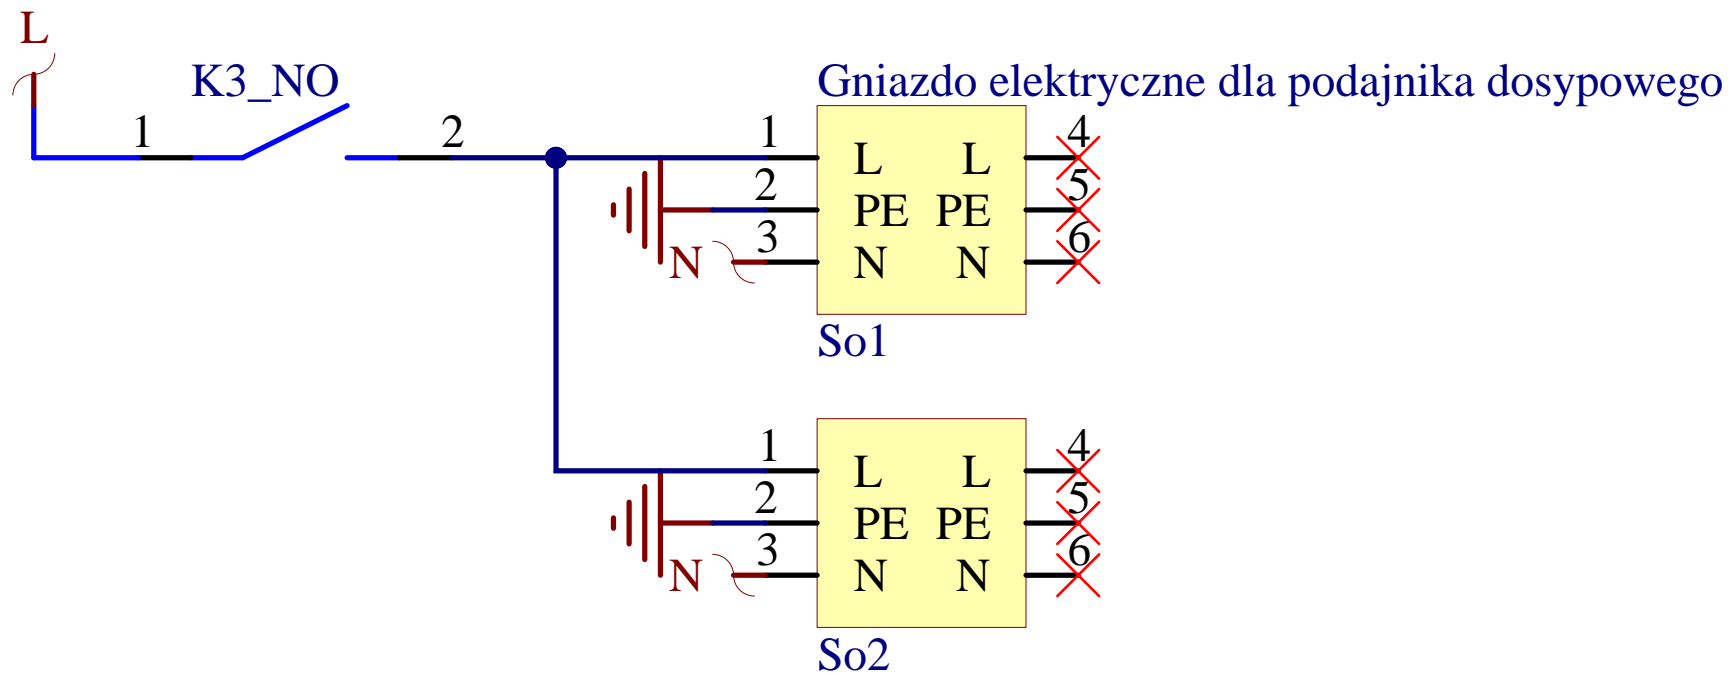 L
K3_NO
Gniazdo elektryczne dla podajnika dosypowego
1 2 1 L L 4
2 PE PE 5
N 3 N N 6
So1
1 L L 4
2 PE PE 5
N 3 N N 6
So2